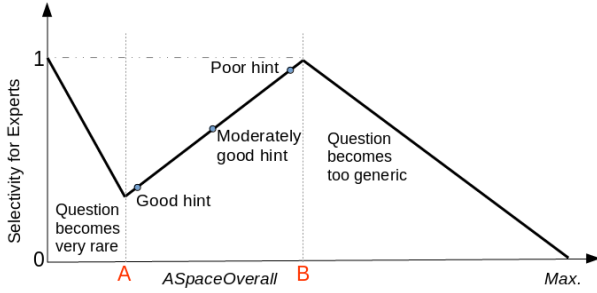 Selectivity for Experts
1
0
Poor hint
Moderately
good hint
Good hint
Question
becomes
very rare
Question
becomes
too generic
A
ASpaceOverall
B
Max.